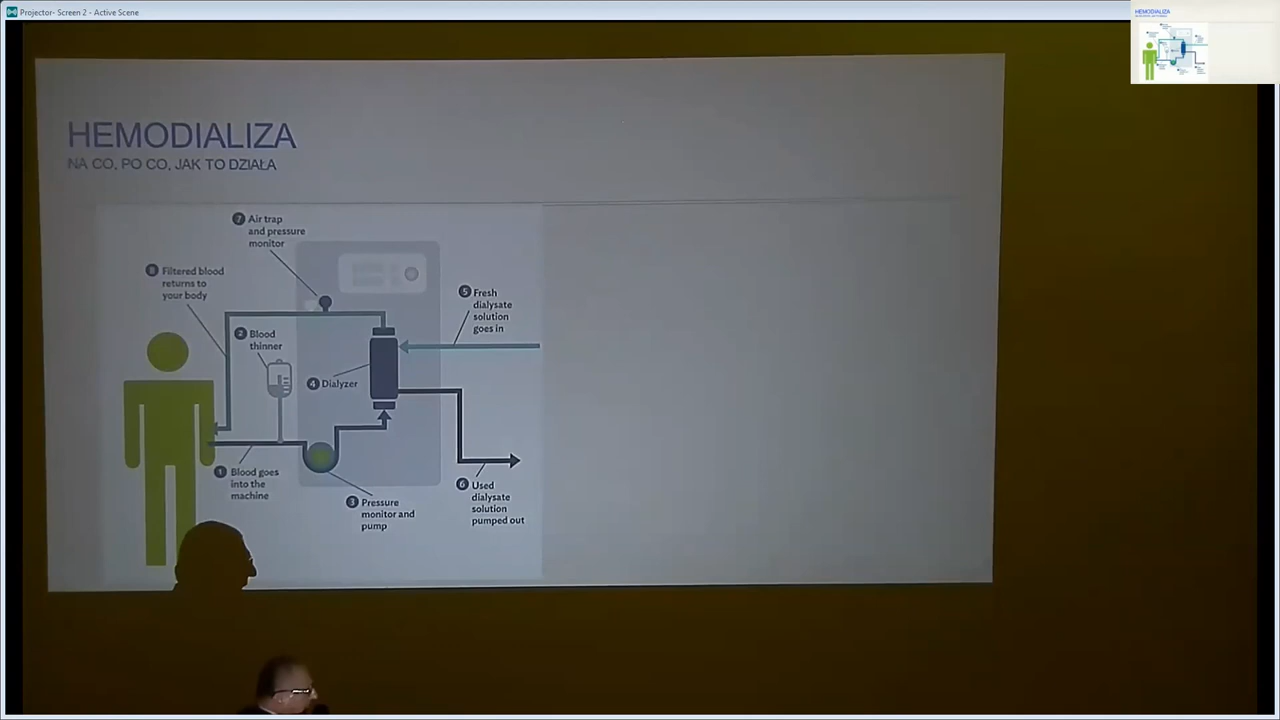 Projector- Screen 2 - Active Scene
HEMODIALIZA
HEMODIALIZA
NA CO, PO CO, JAK TO DZIAŁA
7 Air trap
and pressure
monitor
8 Filtered blood
returns to
your body
5 Fresh
dialysate
solution
goes in
2 Blood
thinner
4 Dialyzer
1 Blood goes
into the
machine
3 Pressure
monitor and
pump
6 Used
dialysate
solution
pumped out